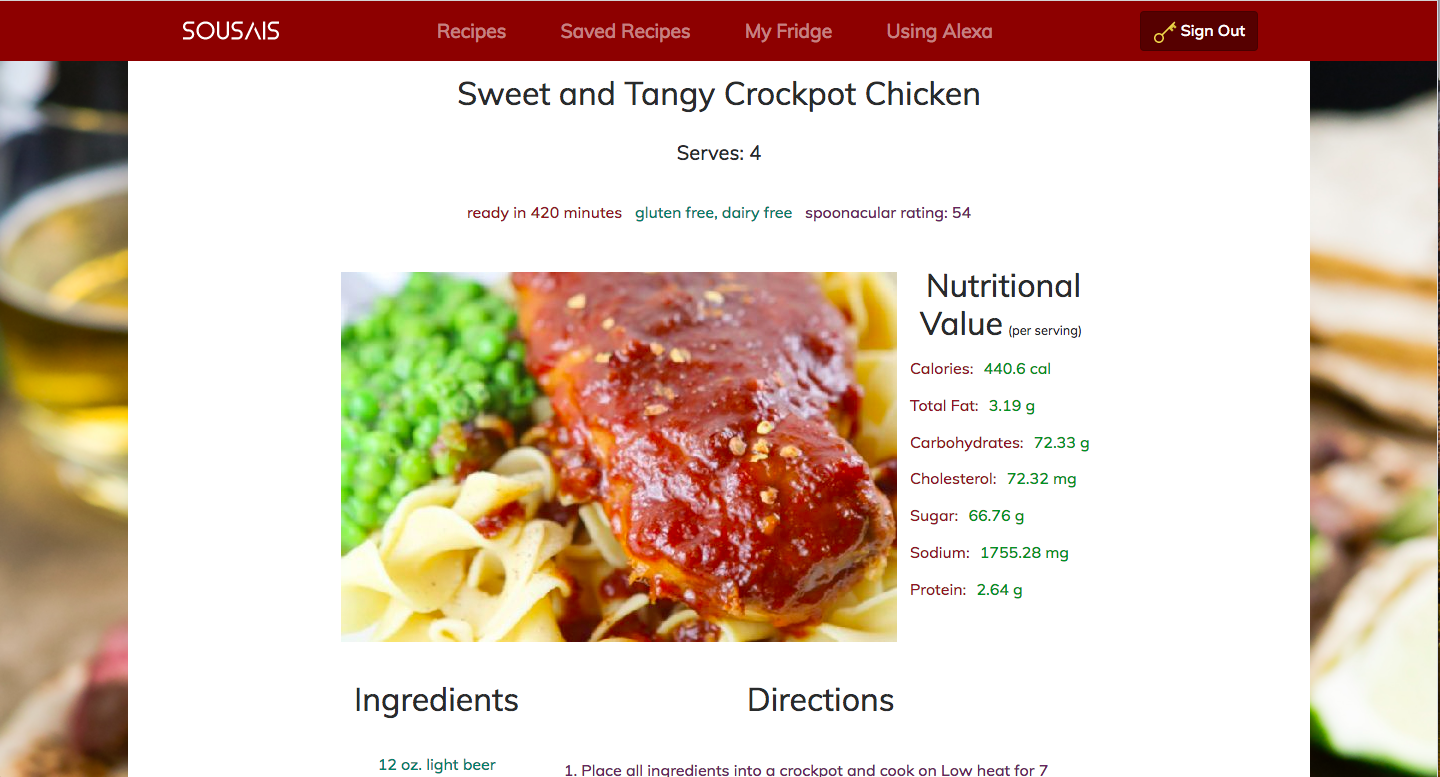 SOUSAIS
Recipes
Saved Recipes
My Fridge
Using Alexa
Sign Out
Sweet and Tangy Crockpot Chicken
Serves: 4
ready in 420 minutes gluten free, dairy free spoonacular rating: 54
Nutritional
Value (per serving)
Calories: 440.6 cal
Total Fat: 3.19 g
Carbohydrates: 72.33 g
Cholesterol: 72.32 mg
Sugar: 66.76 g
Sodium: 1755.28 mg
Protein: 2.64 g
Ingredients
12 oz. light beer
Directions
1. Place all ingredients into a crockpot and cook on Low heat for 7